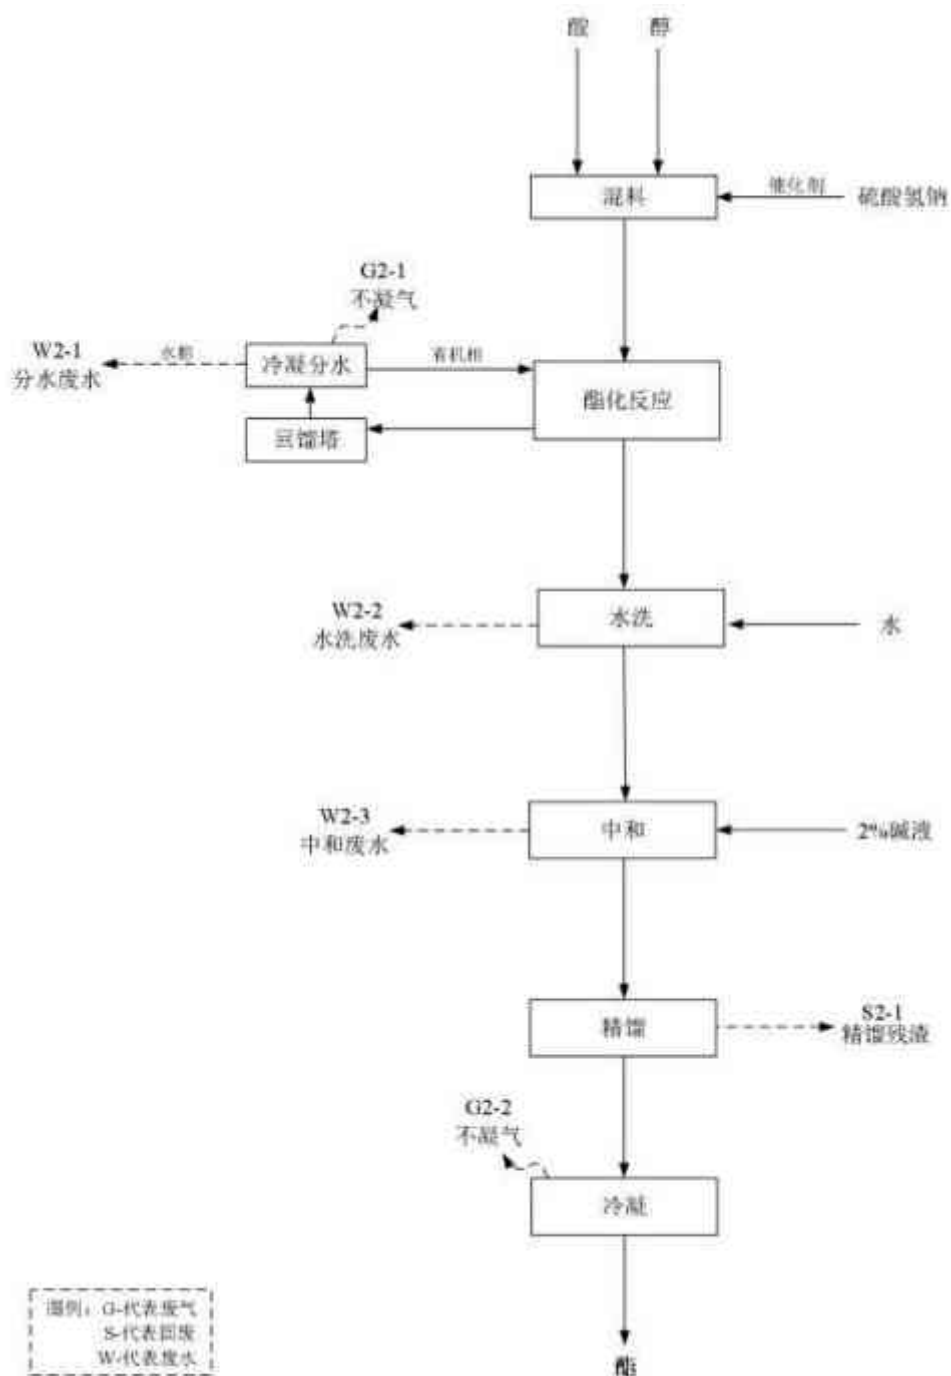 酸 醇
混料
催化剂
硫酸氢钠
G2-1
不凝气
W2-1
分水废水
水相
冷凝分水
有机相
酯化反应
回馏塔
W2-2
水洗废水
水洗
水
W2-3
中和废水
中和
2%碱液
精馏
S2-1
精馏残渣
G2-2
不凝气
冷凝
图例：G-代表废气
S-代表固废
W-代表废水
酯